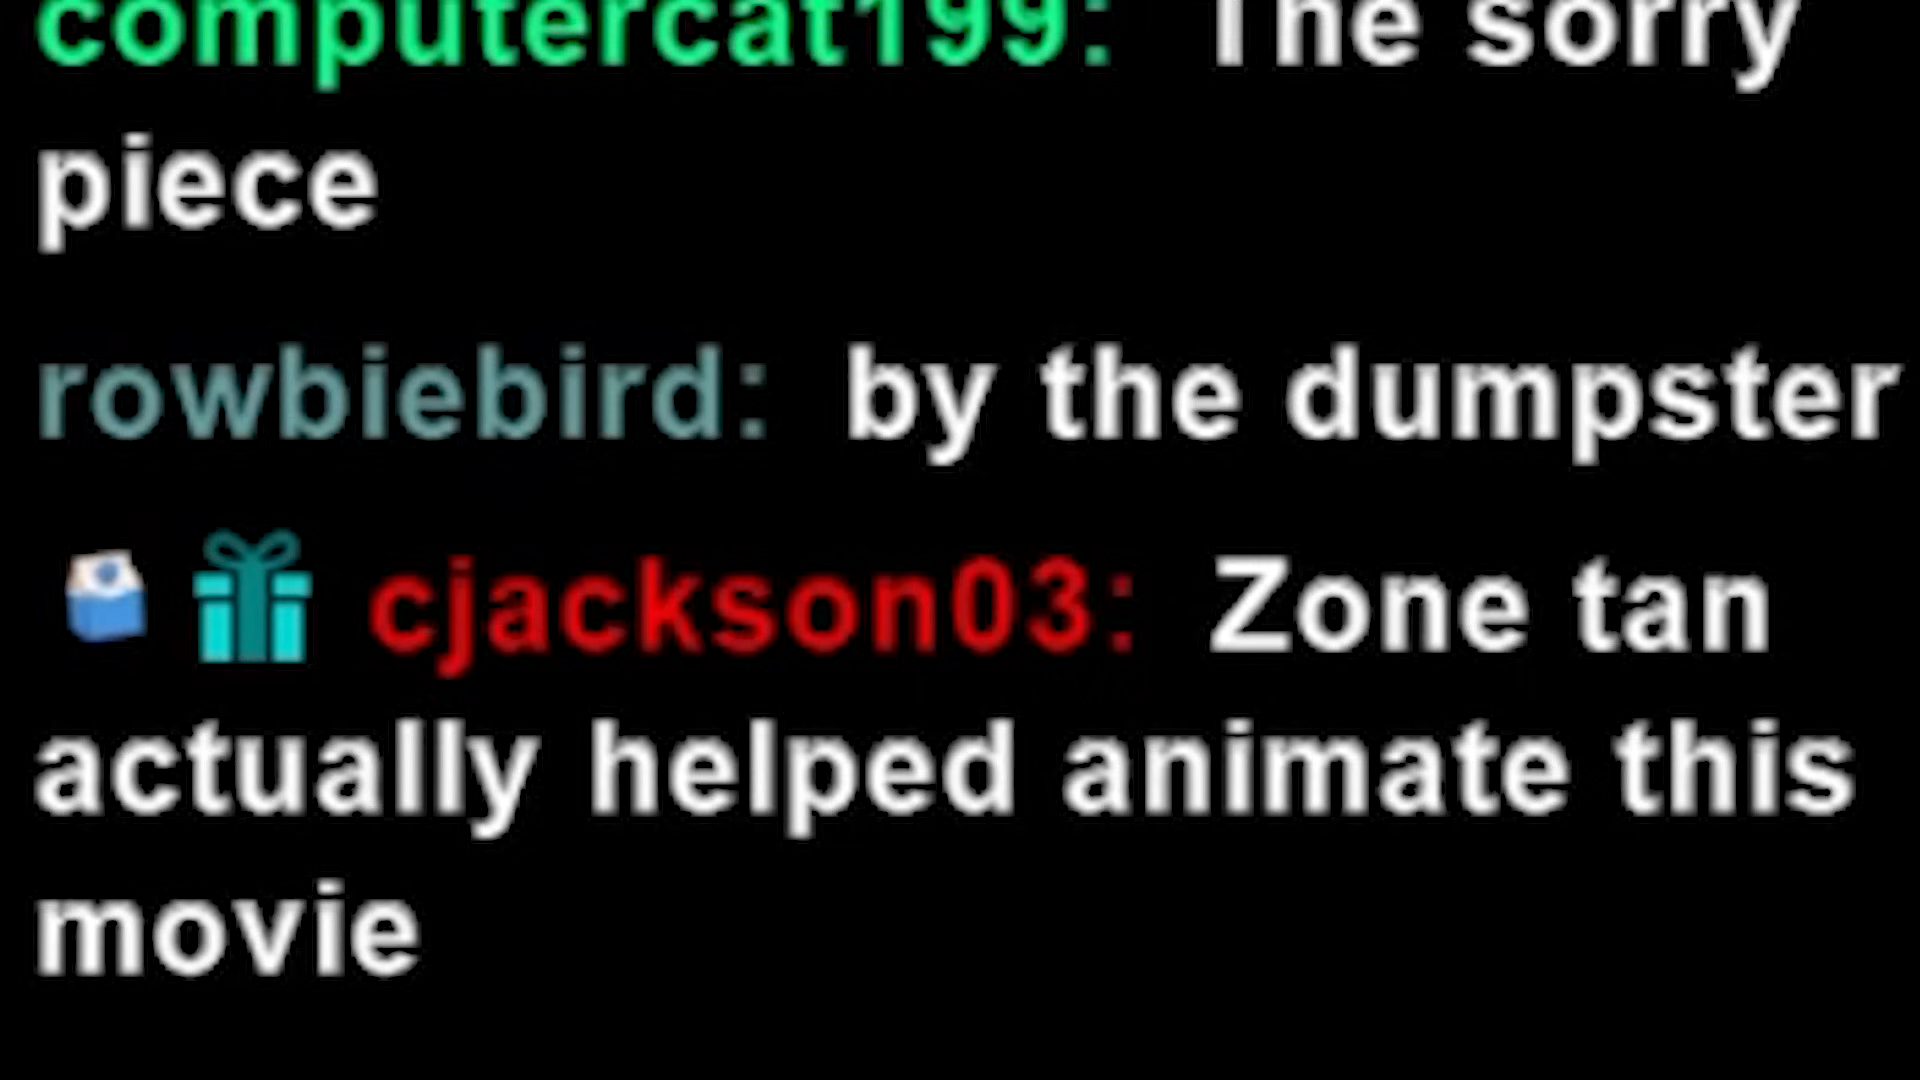 computercat199: The sorry
piece
rowbiebird: by the dumpster
cjackson03: Zone tan
actually helped animate this
movie